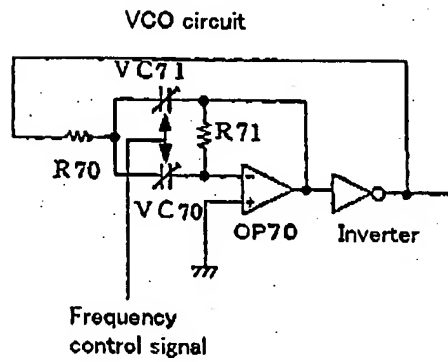 VCO circuit
VC71
R71
R70
VC70
−
+
OP70
Inverter
Frequency
control signal